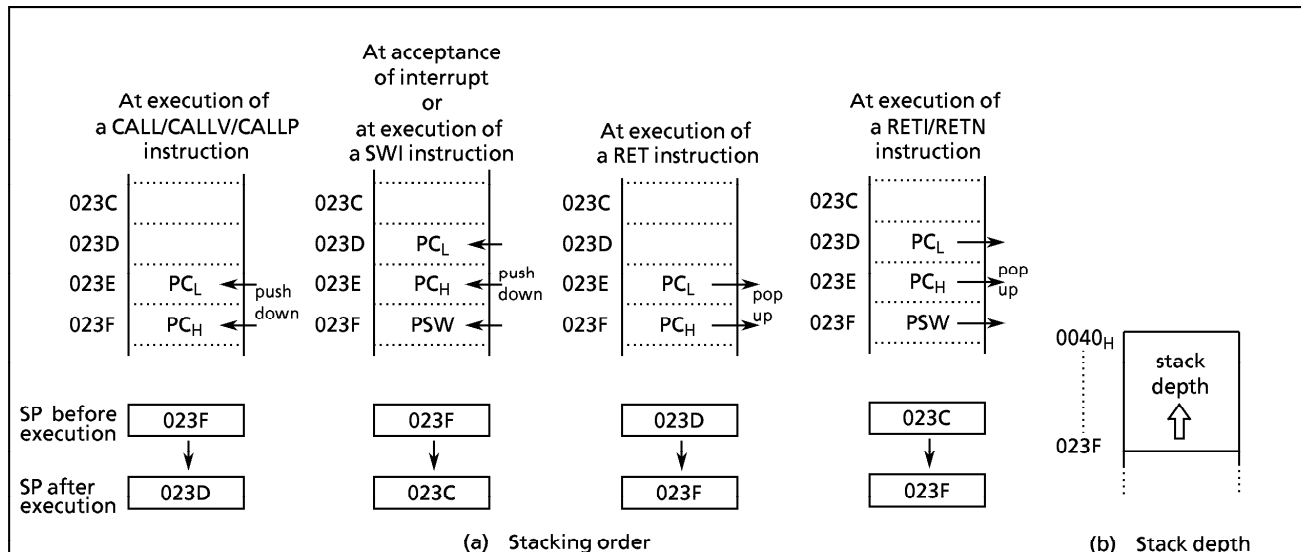 At execution of
a CALL/CALLV/CALLP
instruction
023C
023D
023E PCL
023F PCH
push
down
At acceptance
of interrupt
or
at execution of
a SWI instruction
023C
023D PCL
023E PCH
023F PSW
push
down
At execution of
a RET instruction
023C
023D
023E PCL
023F PCH
pop
up
At execution of
a RETI/RETN
instruction
023C
023D PCL
023E PCH
023F PSW
pop
up
SP before
execution
023F
023F
023D
023C
SP after
execution
023D
023C
023F
023F
(a) Stacking order
0040H
stack
depth
023F
(b) Stack depth